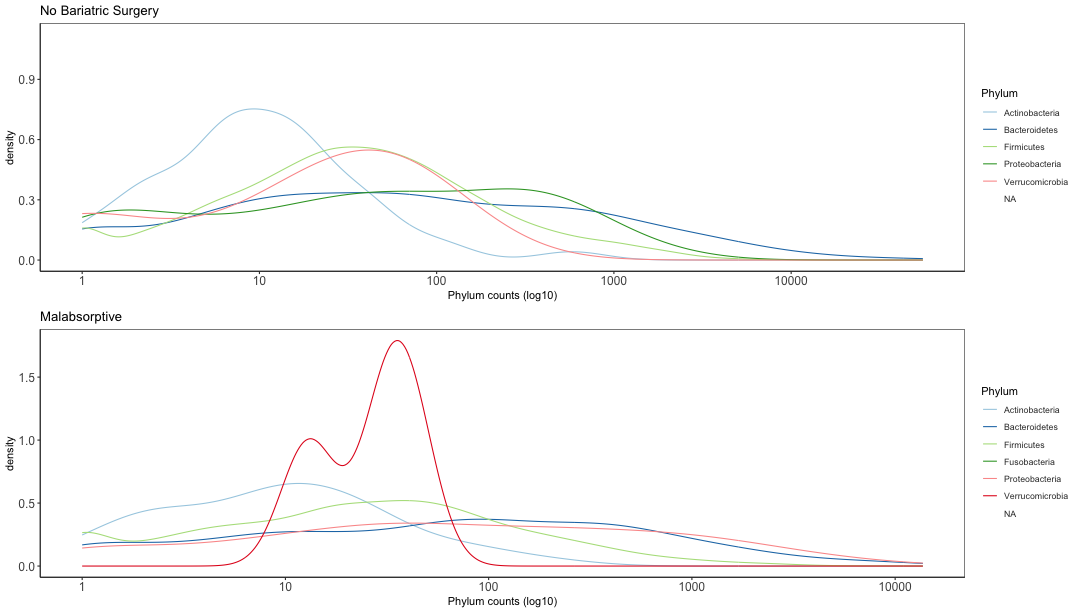 No Bariatric Surgery
density
0.9
0.6
0.3
0.0
1 10 100 1000 10000
Phylum counts (log10)
Phylum
Actinobacteria
Bacteroidetes
Firmicutes
Proteobacteria
Verrucomicrobia
NA
Malabsorptive
density
1.5
1.0
0.5
0.0
1 10 100 1000 10000
Phylum counts (log10)
Phylum
Actinobacteria
Bacteroidetes
Firmicutes
Fusobacteria
Proteobacteria
Verrucomicrobia
NA